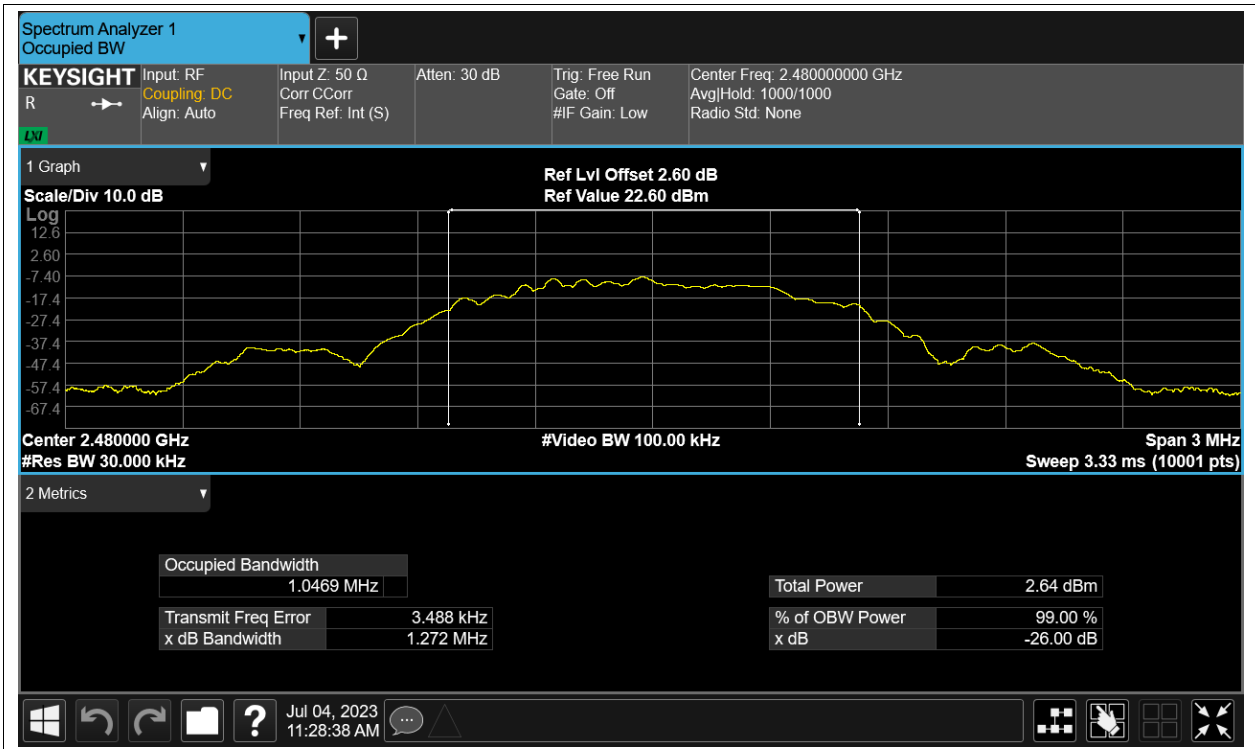 Spectrum Analyzer 1
Occupied BW
KEYSIGHT
R
LXI
Input: RF
Coupling: DC
Align: Auto
Input Z: 50 Ω
Corr CCorr
Freq Ref: Int (S)
Atten: 30 dB
Trig: Free Run
Gate: Off
#IF Gain: Low
Center Freq: 2.480000000 GHz
Avg|Hold: 1000/1000
Radio Std: None
1 Graph
Ref Lvl Offset 2.60 dB
Scale/Div 10.0 dB
Ref Value 22.60 dBm
Log
12.6
2.60
-7.40
-17.4
-27.4
-37.4
-47.4
-57.4
-67.4
Center 2.480000 GHz
#Video BW 100.00 kHz
Span 3 MHz
#Res BW 30.000 kHz
Sweep 3.33 ms (10001 pts)
2 Metrics
Occupied Bandwidth
1.0469 MHz
Transmit Freq Error 3.488 kHz
x dB Bandwidth 1.272 MHz
Total Power 2.64 dBm
% of OBW Power 99.00 %
x dB -26.00 dB
?
Jul 04, 2023
11:28:38 AM